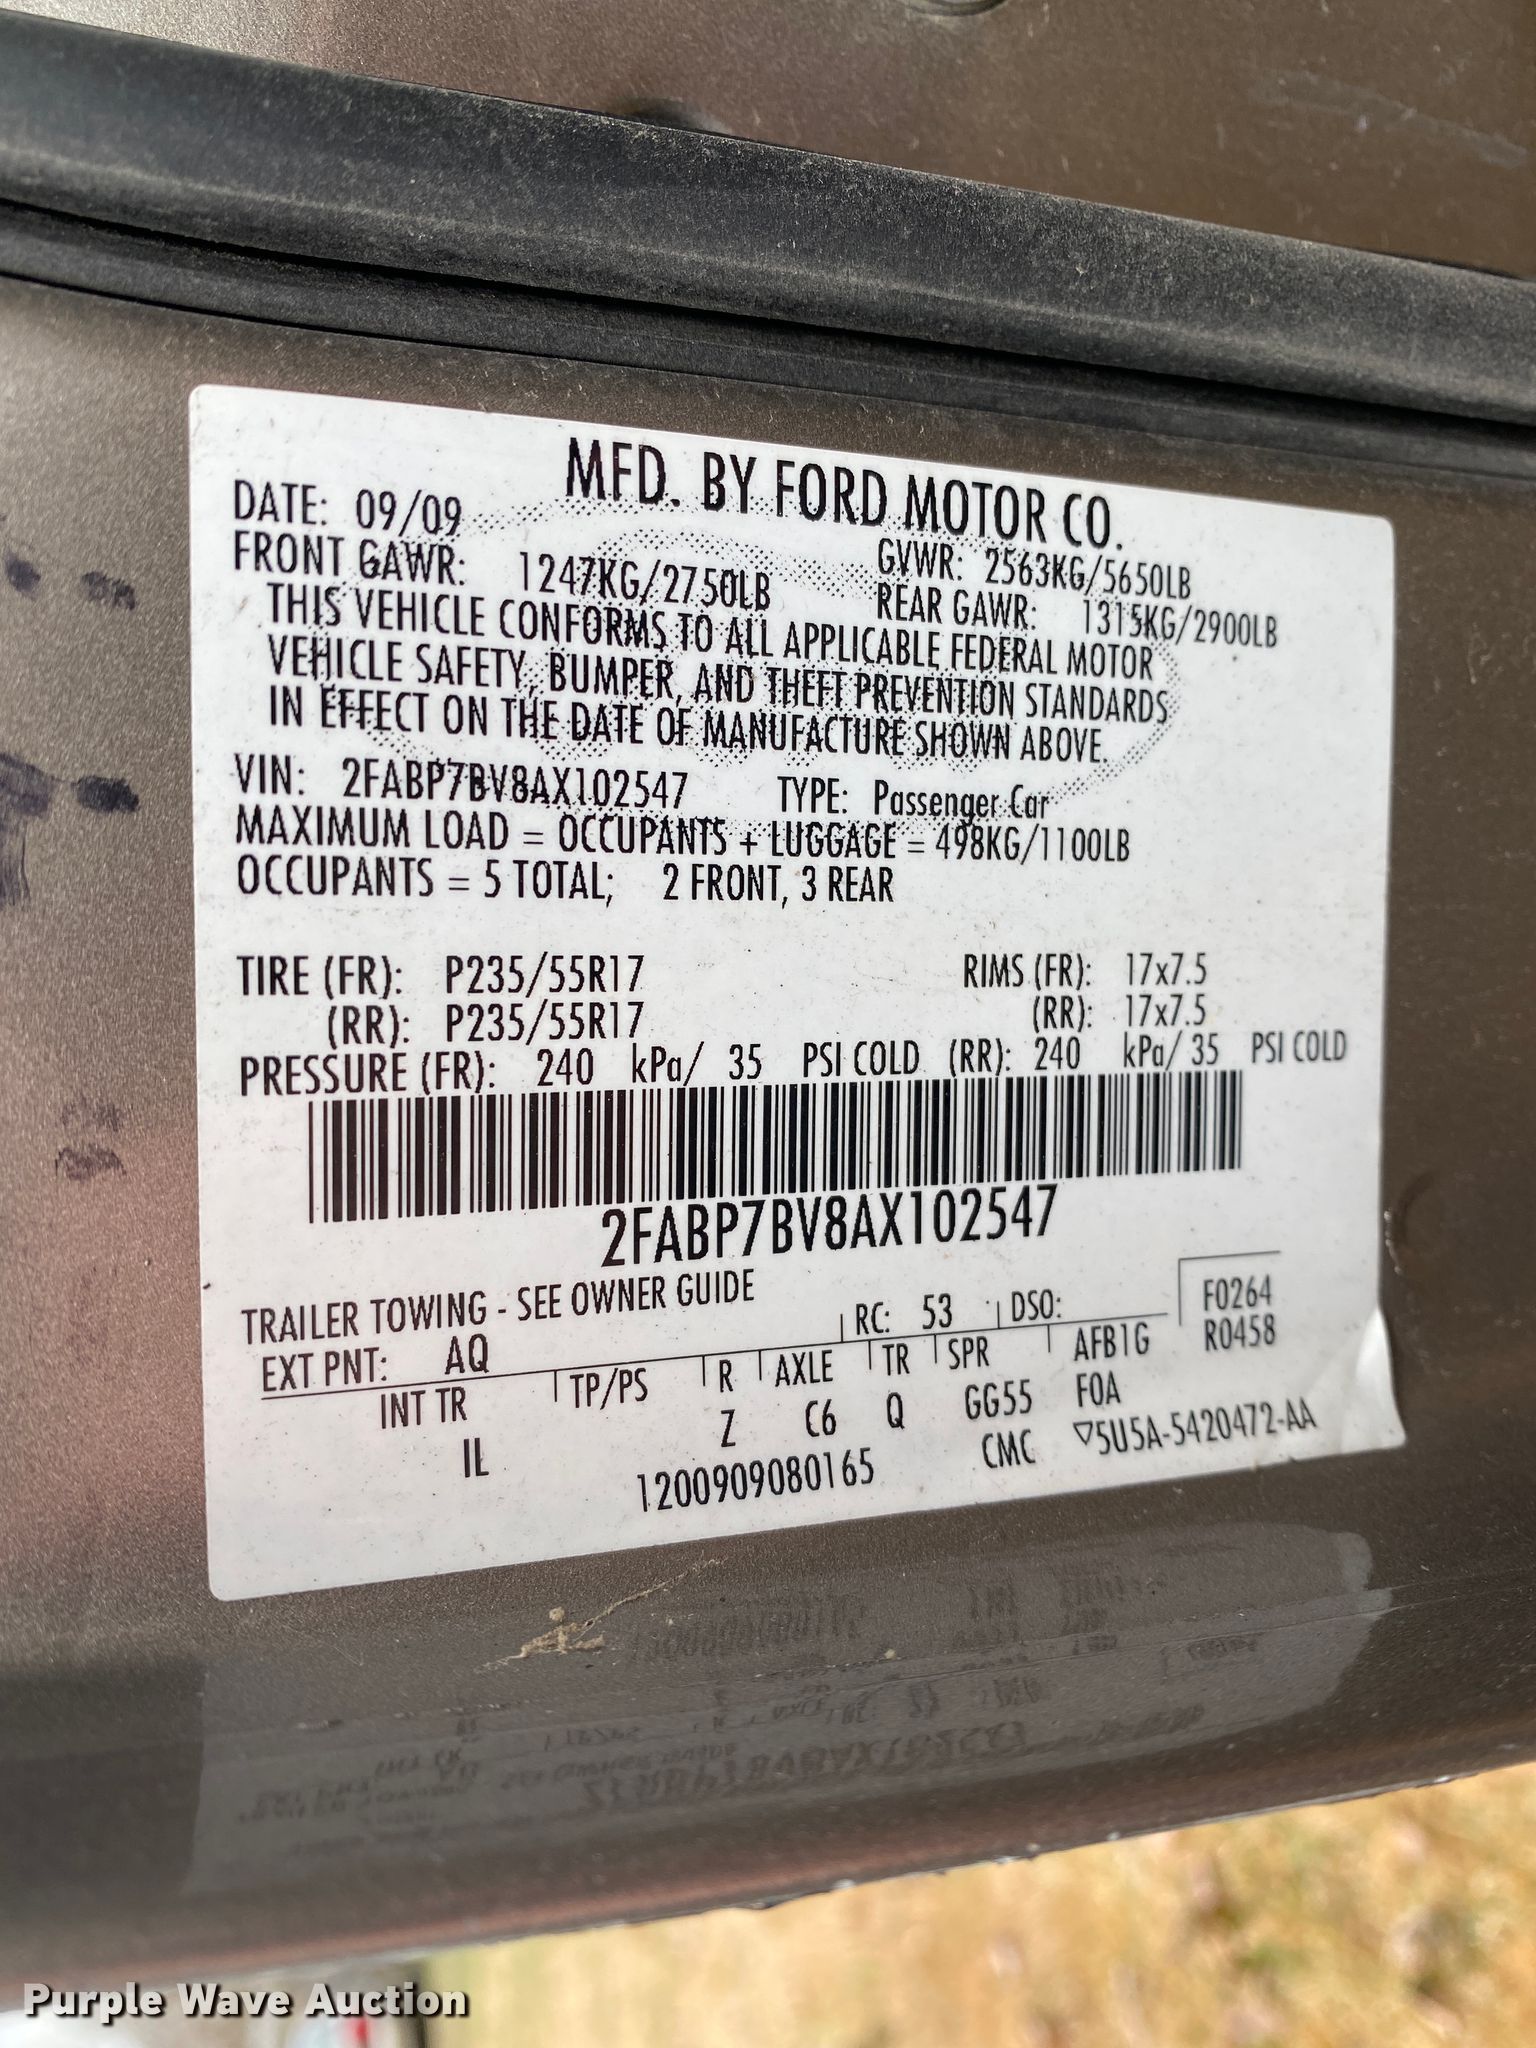 MFD. BY FORD MOTOR CO.
DATE: 09/09 GVWR: 2563KG/5650LB
FRONT GAWR: 1247KG/2750LB REAR GAWR: 1315KG/2900LB
THIS VEHICLE CONFORMS TO ALL APPLICABLE FEDERAL MOTOR
VEHICLE SAFETY, BUMPER, AND THEFT PREVENTION STANDARDS
IN EFFECT ON THE DATE OF MANUFACTURE SHOWN ABOVE.
VIN: 2FABP7BV8AX102547 TYPE: Passenger Car
MAXIMUM LOAD = OCCUPANTS + LUGGAGE = 498KG/1100LB
OCCUPANTS = 5 TOTAL; 2 FRONT, 3 REAR
TIRE (FR): P235/55R17 RIMS (FR): 17x7.5
(RR): P235/55R17 (RR): 17x7.5
PRESSURE (FR): 240 kPa/ 35 PSI COLD (RR): 240 kPa/ 35 PSI COLD
2FABP7BV8AX102547
TRAILER TOWING - SEE OWNER GUIDE F0264
EXT PNT: AQ RC: 53 DSO: R0458
INT TR TP/PS R AXLE TR SPR AFB1G
IL Z C6 Q GG55 F0A
1200909080165 CMC ▽5U5A-5420472-AA
Purple Wave Auction